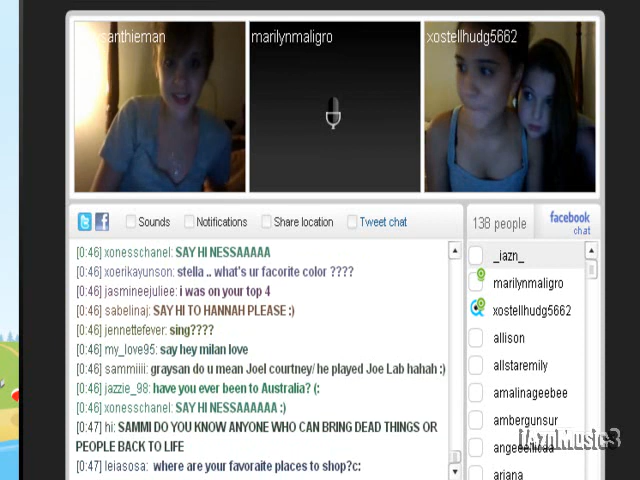 santhieman
marilynmaligro
xostellhudg5662
Sounds
Notifications
Share location
Tweet chat
138 people
facebook
chat
[0:46] xonesschanel: SAY HI NESSAAAAA
[0:46] xoerikayunson: stella .. what's ur facorite color ????
[0:46] jasmineejuliee: i was on your top 4
[0:46] sabelinaj: SAY HI TO HANNAH PLEASE :)
[0:46] jennettefever: sing????
[0:46] my_love95: say hey milan love
[0:46] sammiiii: graysan do u mean Joel courtney/ he played Joe Lab hahah :)
[0:46] jazzie_98: have you ever been to Australia? (:
[0:46] xonesschanel: SAY HI NESSAAAAAA :)
[0:47] hi: SAMMI DO YOU KNOW ANYONE WHO CAN BRING DEAD THINGS OR
PEOPLE BACK TO LIFE
[0:47] leiasosa: where are your favoraite places to shop?c:
_iazn_
marilynmaligro
xostellhudg5662
allison
allstaremily
amalinageebee
ambergunsur
ariana
iAznMusic3